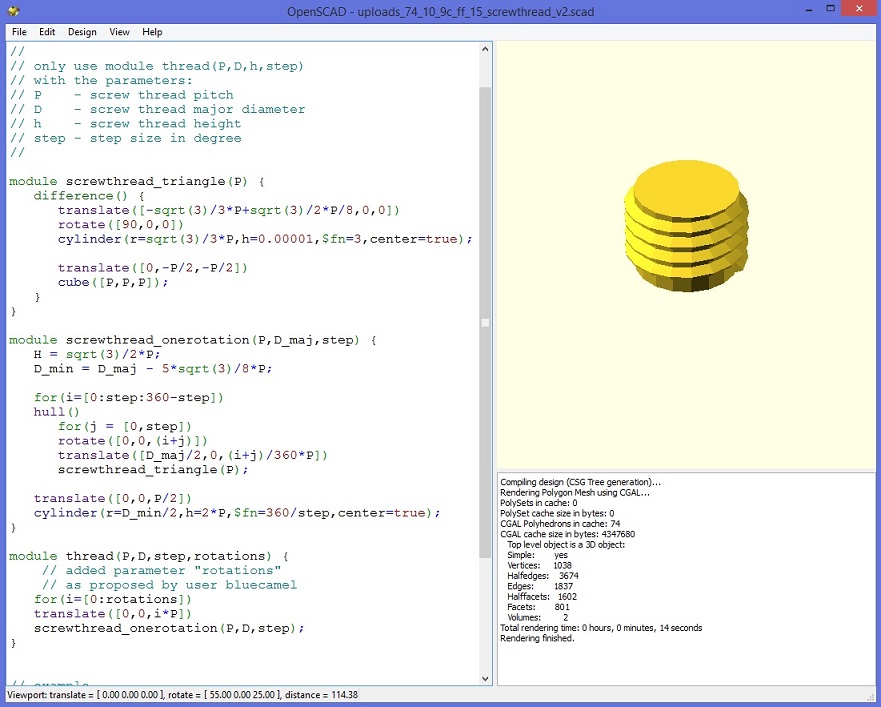 OpenSCAD - uploads_74_10_9c_ff_15_screwthread_v2.scad
File Edit Design View Help
//
// only use module thread(P,D,h,step)
// with the parameters:
// P    - screw thread pitch
// D    - screw thread major diameter
// h    - screw thread height
// step - step size in degree
//
module screwthread_triangle(P) {
difference() {
translate([-sqrt(3)/3*P+sqrt(3)/2*P/8,0,0])
rotate([90,0,0])
cylinder(r=sqrt(3)/3*P,h=0.00001,$fn=3,center=true);
translate([0,-P/2,-P/2])
cube([P,P,P]);
}
}
module screwthread_onerotation(P,D_maj,step) {
H = sqrt(3)/2*P;
D_min = D_maj - 5*sqrt(3)/8*P;
for(i=[0:step:360-step])
hull()
for(j = [0,step])
rotate([0,0,(i+j)])
translate([D_maj/2,0,(i+j)/360*P])
screwthread_triangle(P);
translate([0,0,P/2])
cylinder(r=D_min/2,h=2*P,$fn=360/step,center=true);
}
module thread(P,D,step,rotations) {
// added parameter "rotations"
// as proposed by user bluecamel
for(i=[0:rotations])
translate([0,0,i*P])
screwthread_onerotation(P,D,step);
}
// example
Compiling design (CSG Tree generation)...
Rendering Polygon Mesh using CGAL...
PolySets in cache: 0
PolySet cache size in bytes: 0
CGAL Polyhedrons in cache: 74
CGAL cache size in bytes: 4347680
Top level object is a 3D object:
Simple: yes
Vertices: 1038
Halfedges: 3674
Edges: 1837
Halffacets: 1602
Facets: 801
Volumes: 2
Total rendering time: 0 hours, 0 minutes, 14 seconds
Rendering finished.
Viewport: translate = [ 0.00 0.00 0.00 ], rotate = [ 55.00 0.00 25.00 ], distance = 114.38